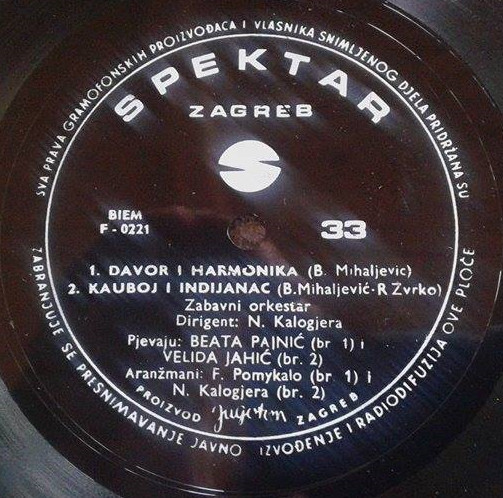 SVA PRAVA GRAMOFONSKIH PROIZVOĐAČA I VLASNIKA SNIMLJENOG DJELA PRIDRŽANA SU
SPEKTAR
ZAGREB
BIEM
F - 0221
33
1. DAVOR I HARMONIKA (B. Mihaljevic)
2. KAUBOJ I INDIJANAC (B. Mihaljević-R Žvrko)
Zabavni orkestar
Dirigent: N. Kalogjera
Pjevaju: BEATA PAJNIĆ (br 1) i
VELIDA JAHIĆ (br. 2)
Aranžmani: F. Pomykalo (br 1) i
N. Kalogjera (br. 2)
PROIZVOD Jugoton ZAGREB
ZABRANJUJE SE PRESNIMAVANJE JAVNO IZVOĐENJE I RADIODIFUZIJA OVE PLOČE